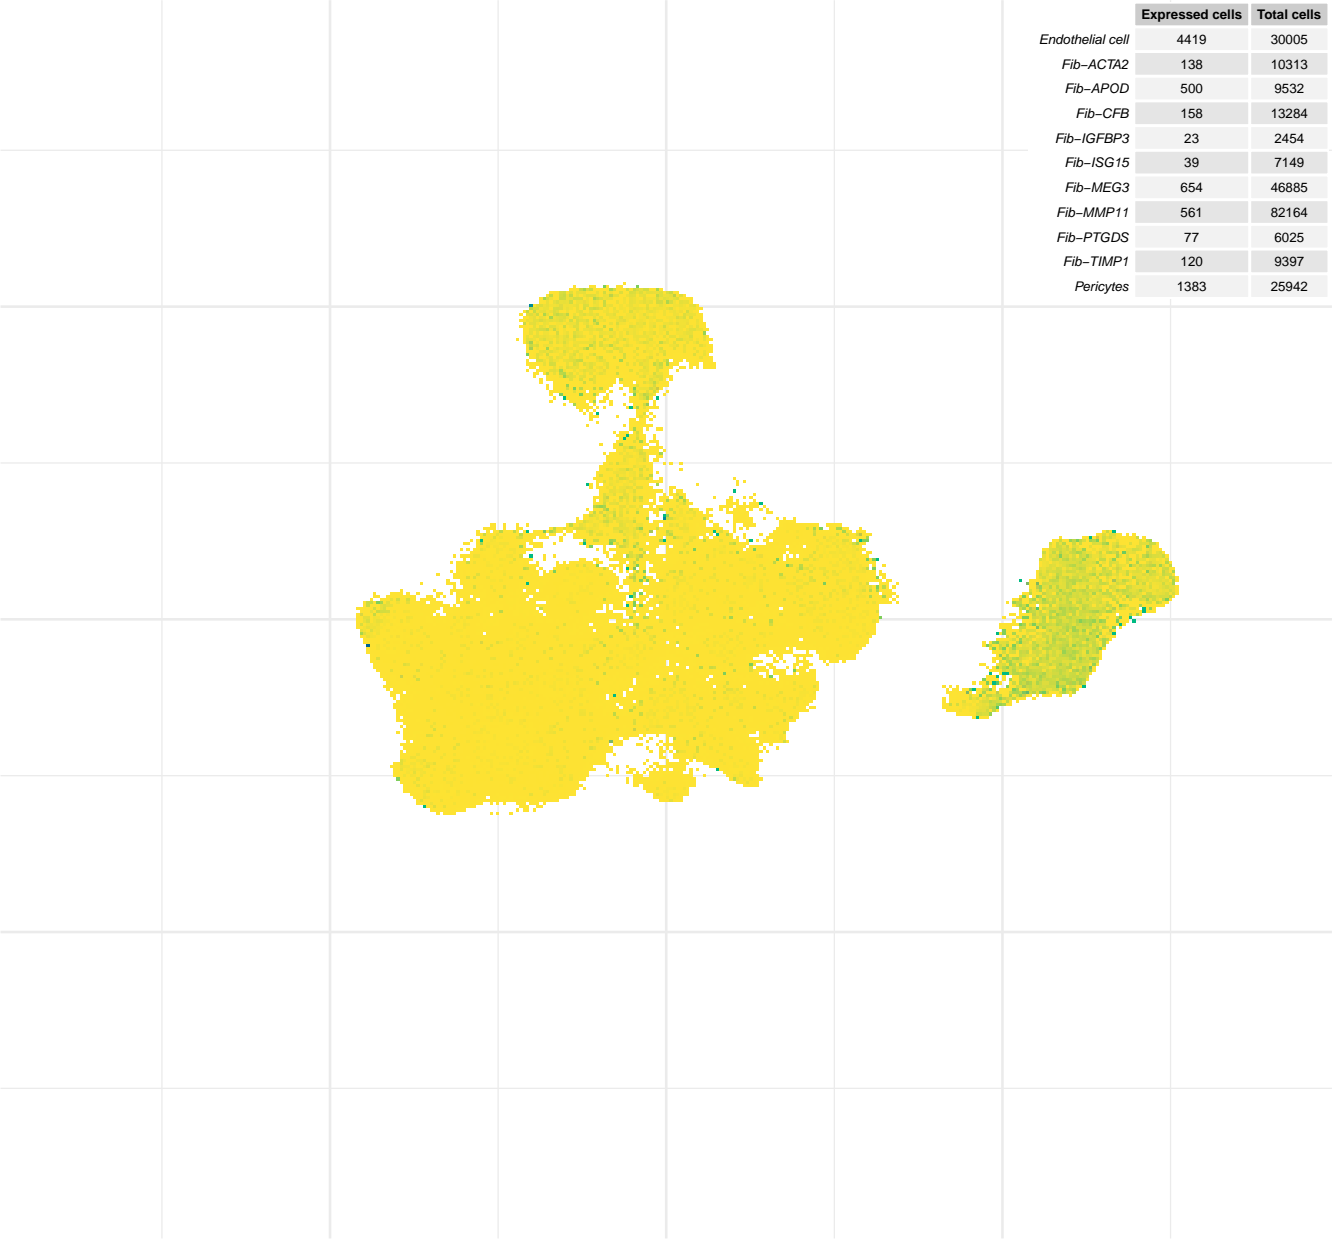 Expressed cells Total cells
Endothelial cell 4419 30005
Fib−ACTA2 138 10313
Fib−APOD 500 9532
Fib−CFB 158 13284
Fib−IGFBP3 23 2454
Fib−ISG15 39 7149
Fib−MEG3 654 46885
Fib−MMP11 561 82164
Fib−PTGDS 77 6025
Fib−TIMP1 120 9397
Pericytes 1383 25942